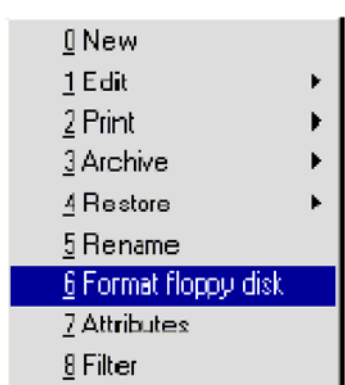 0 New
1 Edit
2 Print
3 Archive
4 Restore
5 Rename
6 Format floppy disk
7 Attributes
8 Filter